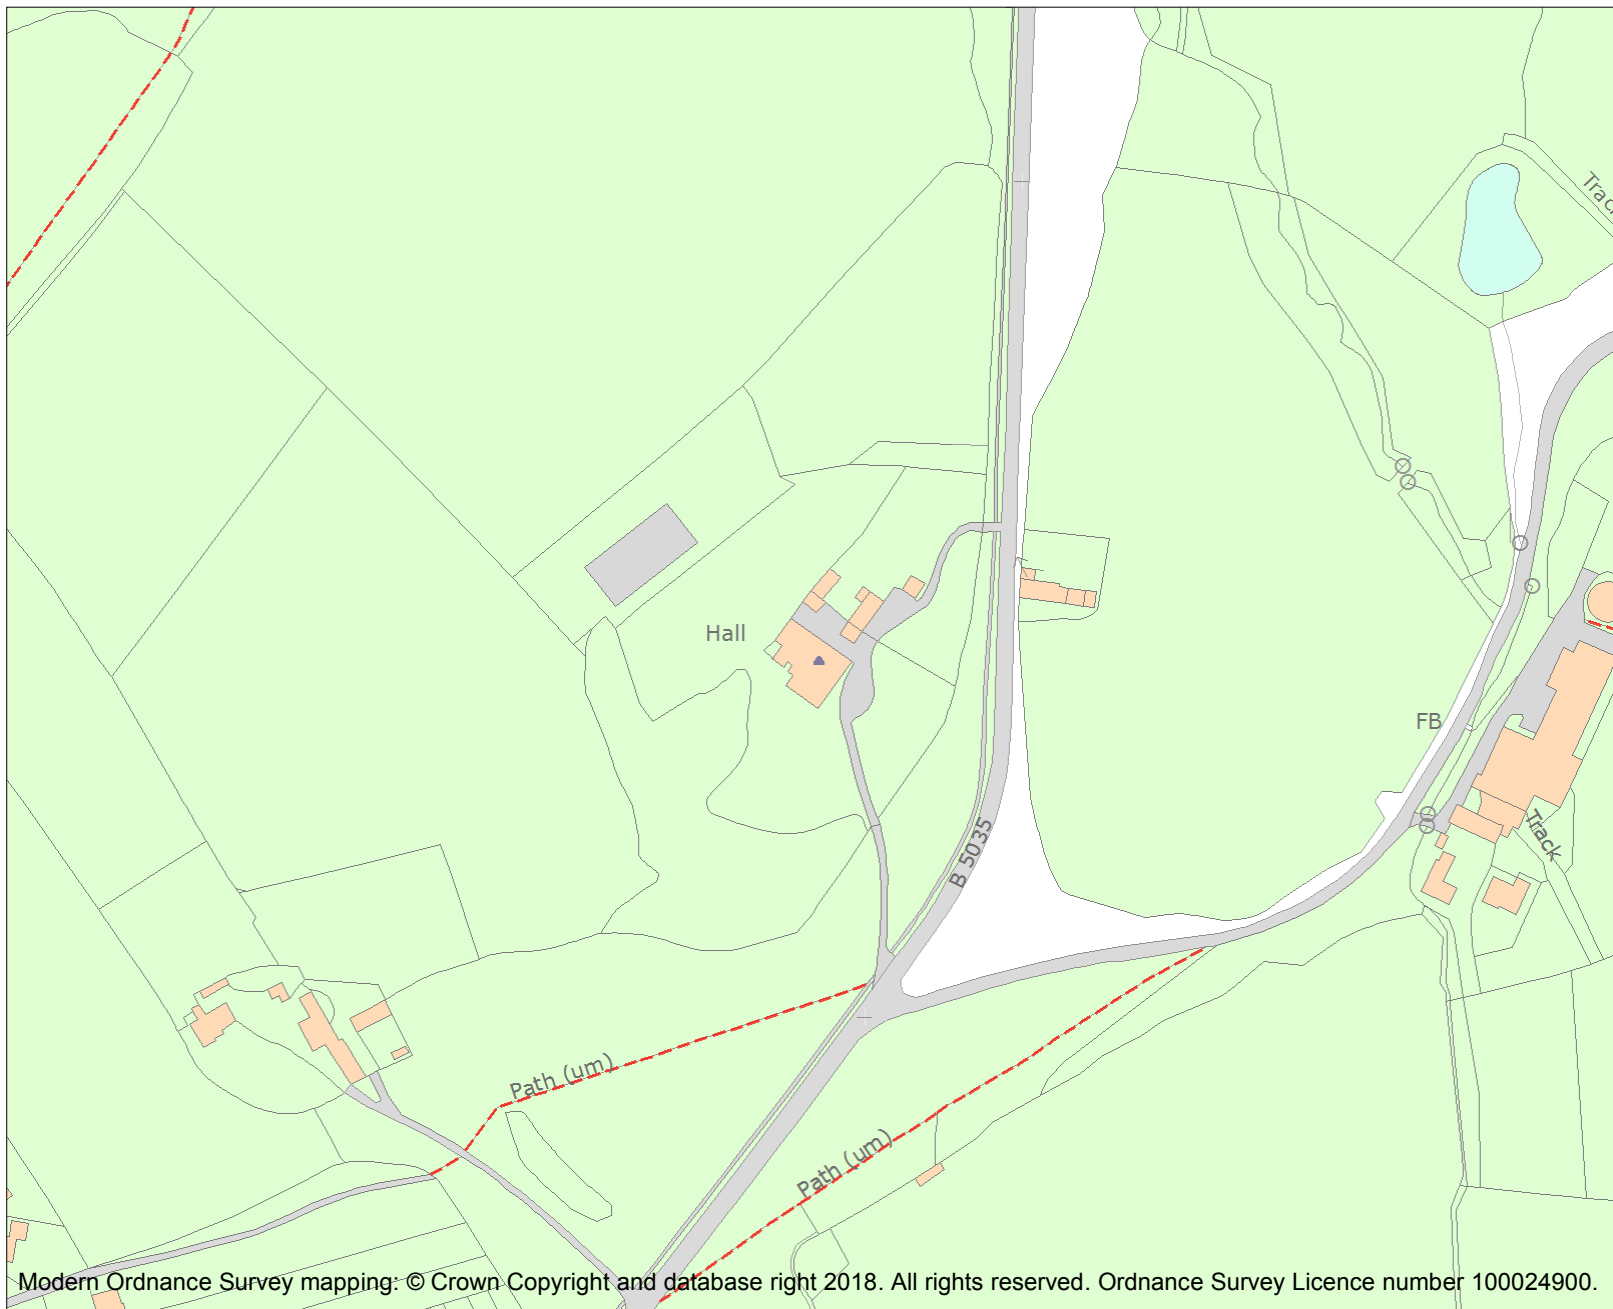 Trac
Hall
FB
B 5035
Track
Path (um)
Path (um)
Modern Ordnance Survey mapping: © Crown Copyright and database right 2018. All rights reserved. Ordnance Survey Licence number 100024900.